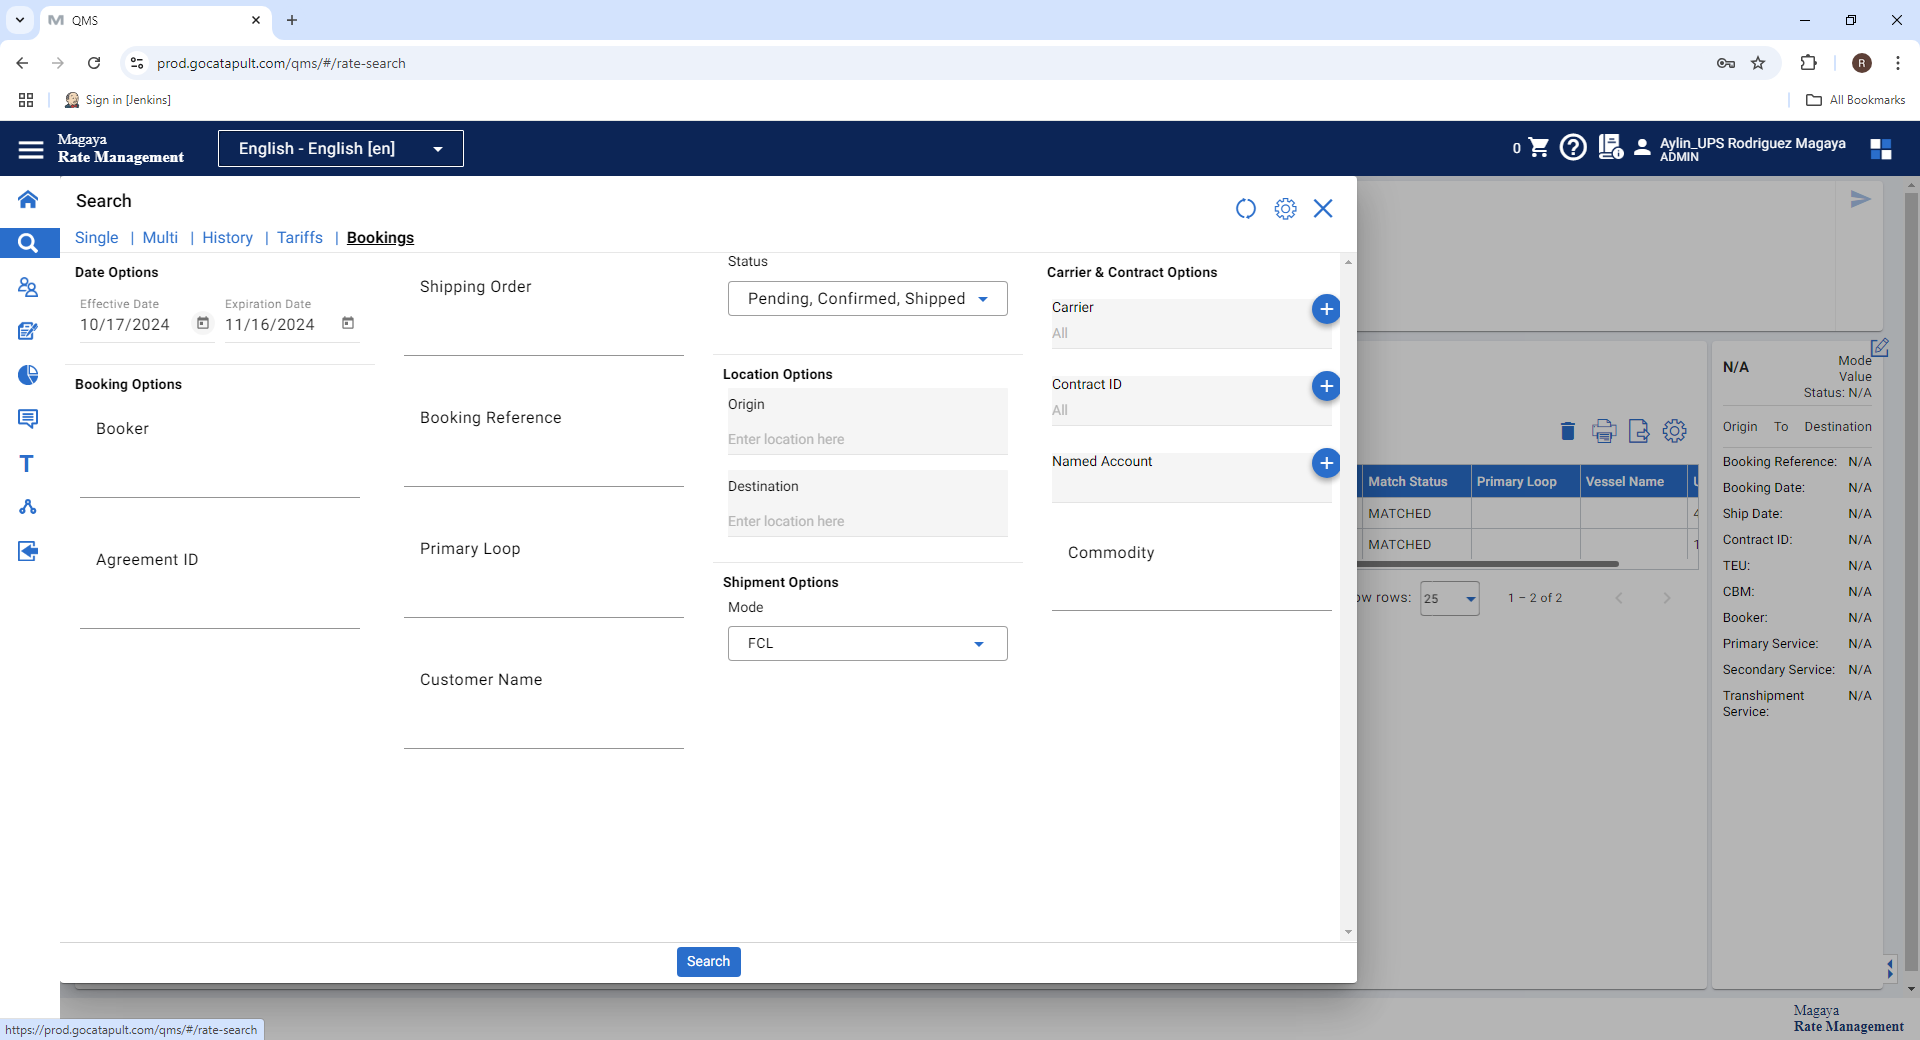 QMS
prod.gocatapult.com/qms/#/rate-search
R
Sign in [Jenkins]
All Bookmarks
Magaya
Rate Management
English - English [en]
0
Aylin_UPS Rodriguez Magaya
ADMIN
Search
Single | Multi | History | Tariffs | Bookings
Date Options
Effective Date
10/17/2024
Expiration Date
11/16/2024
Booking Options
Booker
Agreement ID
Shipping Order
Booking Reference
Primary Loop
Customer Name
Status
Pending, Confirmed, Shipped
Location Options
Origin
Enter location here
Destination
Enter location here
Shipment Options
Mode
FCL
Carrier & Contract Options
Carrier
All
Contract ID
All
Named Account
Commodity
Search
Match Status Primary Loop Vessel Name
MATCHED
MATCHED
rows: 25 1 – 2 of 2
N/A
Mode
Value
Status: N/A
Origin To Destination
Booking Reference: N/A
Booking Date: N/A
Ship Date: N/A
Contract ID: N/A
TEU: N/A
CBM: N/A
Booker: N/A
Primary Service: N/A
Secondary Service: N/A
Transhipment Service: N/A
Magaya
Rate Management
https://prod.gocatapult.com/qms/#/rate-search